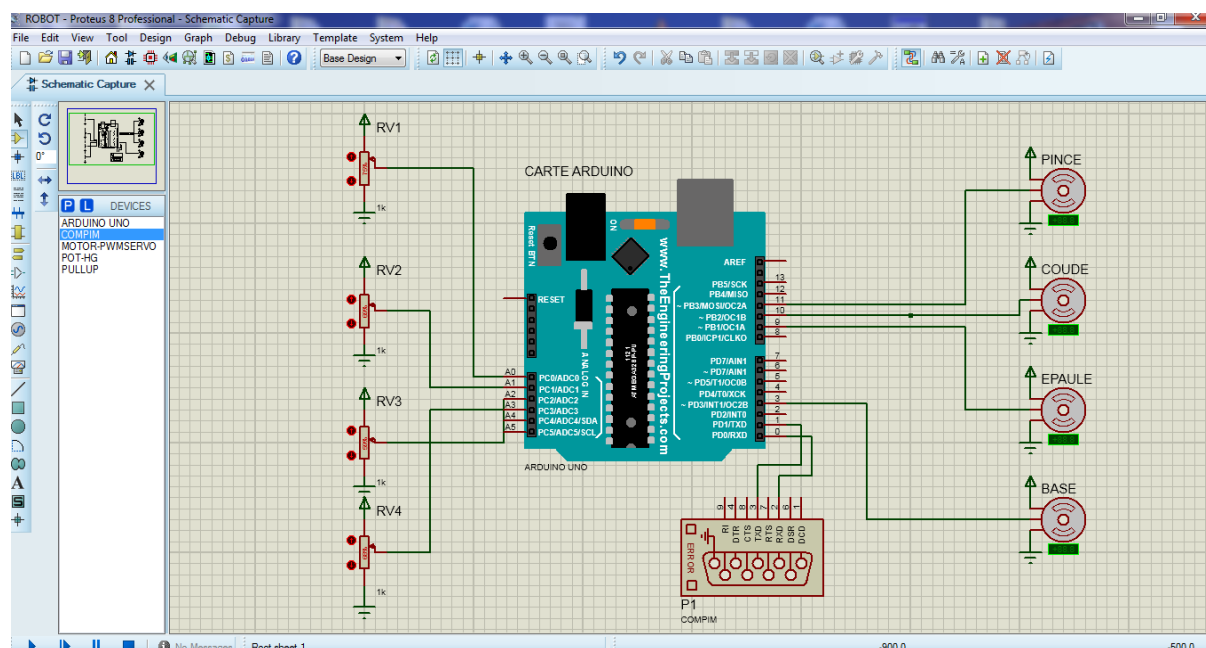 ROBOT - Proteus 8 Professional - Schematic Capture
File Edit View Tool Design Graph Debug Library Template System Help
Base Design
Schematic Capture
0°
LBL
P L DEVICES
ARDUINO UNO
COMPIM
MOTOR-PWMSERVO
POT-HG
PULLUP
RV1
1k
RV2
1k
RV3
1k
RV4
1k
CARTE ARDUINO
ON
Reset BTN
www.TheEngineeringProjects.com
RESET
ANALOG IN
ATMEGA328P-PU
1121
A0 PC0/ADC0
A1 PC1/ADC1
A2 PC2/ADC2
A3 PC3/ADC3
A4 PC4/ADC4/SDA
A5 PC5/ADC5/SCL
AREF
PB5/SCK 13
PB4/MISO 12
~ PB3/MOSI/OC2A 11
~ PB2/OC1B 10
~ PB1/OC1A 9
PB0/ICP1/CLKO 8
PD7/AIN1 7
~ PD7/AIN1 6
~ PD5/T1/OC0B 5
PD4/T0/XCK 4
~ PD3/INT1/OC2B 3
PD2/INT0 2
PD1/TXD 1
PD0/RXD 0
ARDUINO UNO
PINCE
COUDE
EPAULE
BASE
9 4 8 3 7 2 6 1
RI DTR CTS TXD RTS RXD DSR DCD
ERROR
P1
COMPIM
No Messages Root sheet 1 -900.0 -500.0